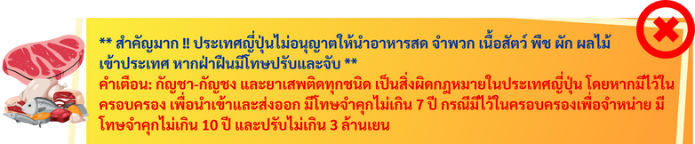 ** สำคัญมาก !! ประเทศญี่ปุ่นไม่อนุญาตให้นำอาหารสด จำพวก เนื้อสัตว์ พืช ผัก ผลไม้
เข้าประเทศ หากฝ่าฝืนมีโทษปรับและจับ **
คำเตือน: กัญชา-กัญชง และยาเสพติดทุกชนิด เป็นสิ่งผิดกฎหมายในประเทศญี่ปุ่น โดยหากมีไว้ใน
ครอบครอง เพื่อนำเข้าและส่งออก มีโทษจำคุกไม่เกิน 7 ปี กรณีมีไว้ในครอบครองเพื่อจำหน่าย มี
โทษจำคุกไม่เกิน 10 ปี และปรับไม่เกิน 3 ล้านเยน